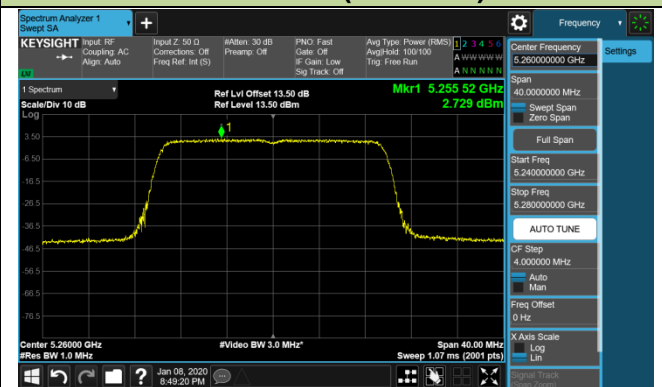 Spectrum Analyzer 1
Swept SA
+
Frequency
KEYSIGHT
Input: RF
Coupling: AC
Align: Auto
Input Z: 50 Ω
Corrections: Off
Freq Ref: Int (S)
#Atten: 30 dB
Preamp: Off
PNO: Fast
Gate: Off
IF Gain: Low
Sig Track: Off
Avg Type: Power (RMS)
Avg|Hold: 100/100
Trig: Free Run
1 2 3 4 5 6
A W W W W W
A N N N N N
LM
1 Spectrum
Scale/Div 10 dB
Log
Ref Lvl Offset 13.50 dB
Ref Level 13.50 dBm
Mkr1 5.255 52 GHz
2.729 dBm
1
3.50
-6.50
-16.5
-26.5
-36.5
-46.5
-56.5
-66.5
-76.5
Center 5.26000 GHz
#Res BW 1.0 MHz
#Video BW 3.0 MHz*
Span 40.00 MHz
Sweep 1.07 ms (2001 pts)
Center Frequency
5.260000000 GHz
Settings
Span
40.0000000 MHz
Swept Span
Zero Span
Full Span
Start Freq
5.240000000 GHz
Stop Freq
5.280000000 GHz
AUTO TUNE
CF Step
4.000000 MHz
Auto
Man
Freq Offset
0 Hz
X Axis Scale
Log
Lin
Signal Track
(Span Zoom)
?
Jan 08, 2020
8:49:20 PM